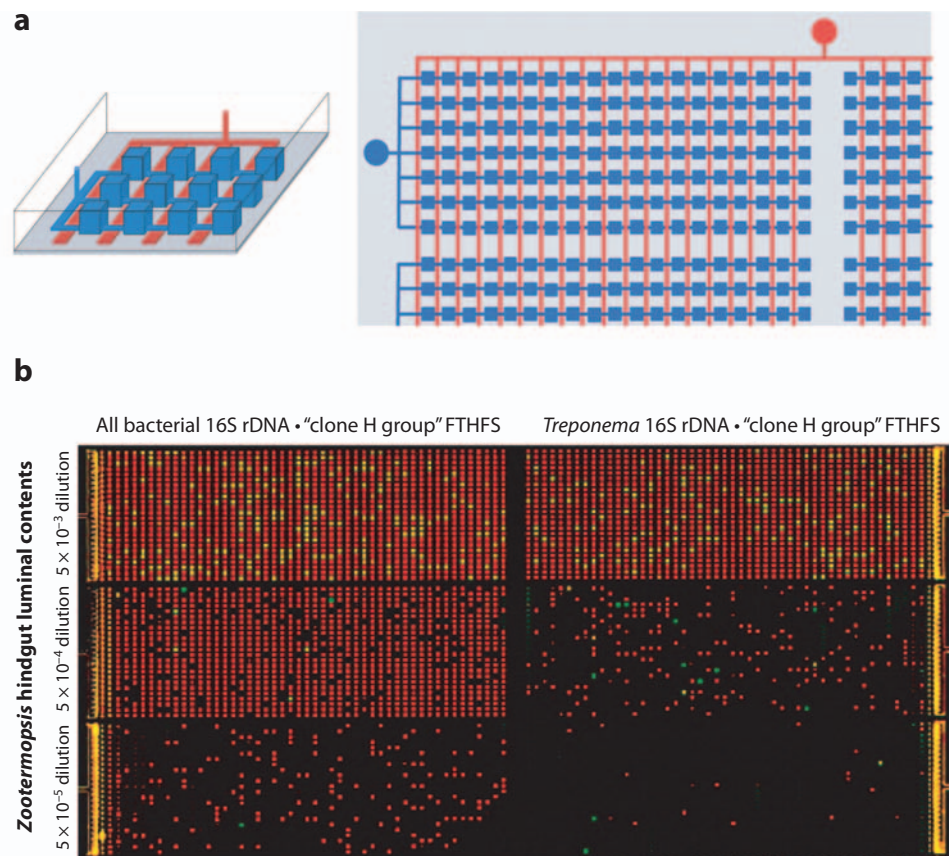 a
b
All bacterial 16S rDNA • “clone H group” FTHFS
Treponema 16S rDNA • “clone H group” FTHFS
Zootermopsis hindgut luminal contents
5 × 10⁻³ dilution
5 × 10⁻⁴ dilution
5 × 10⁻⁵ dilution